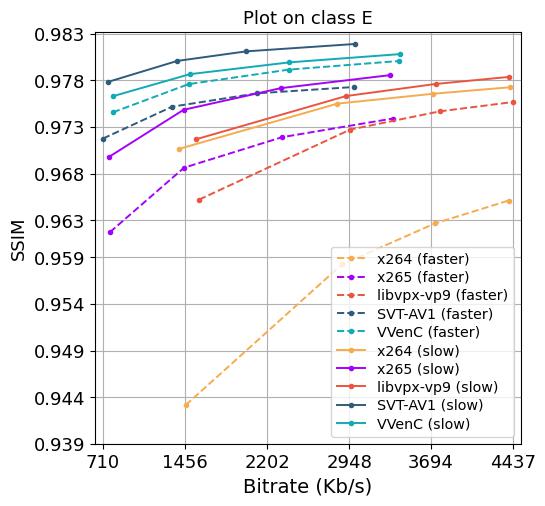 Plot on class E
SSIM
0.983
0.978
0.973
0.968
0.963
0.959
0.954
0.949
0.944
0.939
x264 (faster)
x265 (faster)
libvpx-vp9 (faster)
SVT-AV1 (faster)
VVenC (faster)
x264 (slow)
x265 (slow)
libvpx-vp9 (slow)
SVT-AV1 (slow)
VVenC (slow)
710 1456 2202 2948 3694 4437
Bitrate (Kb/s)